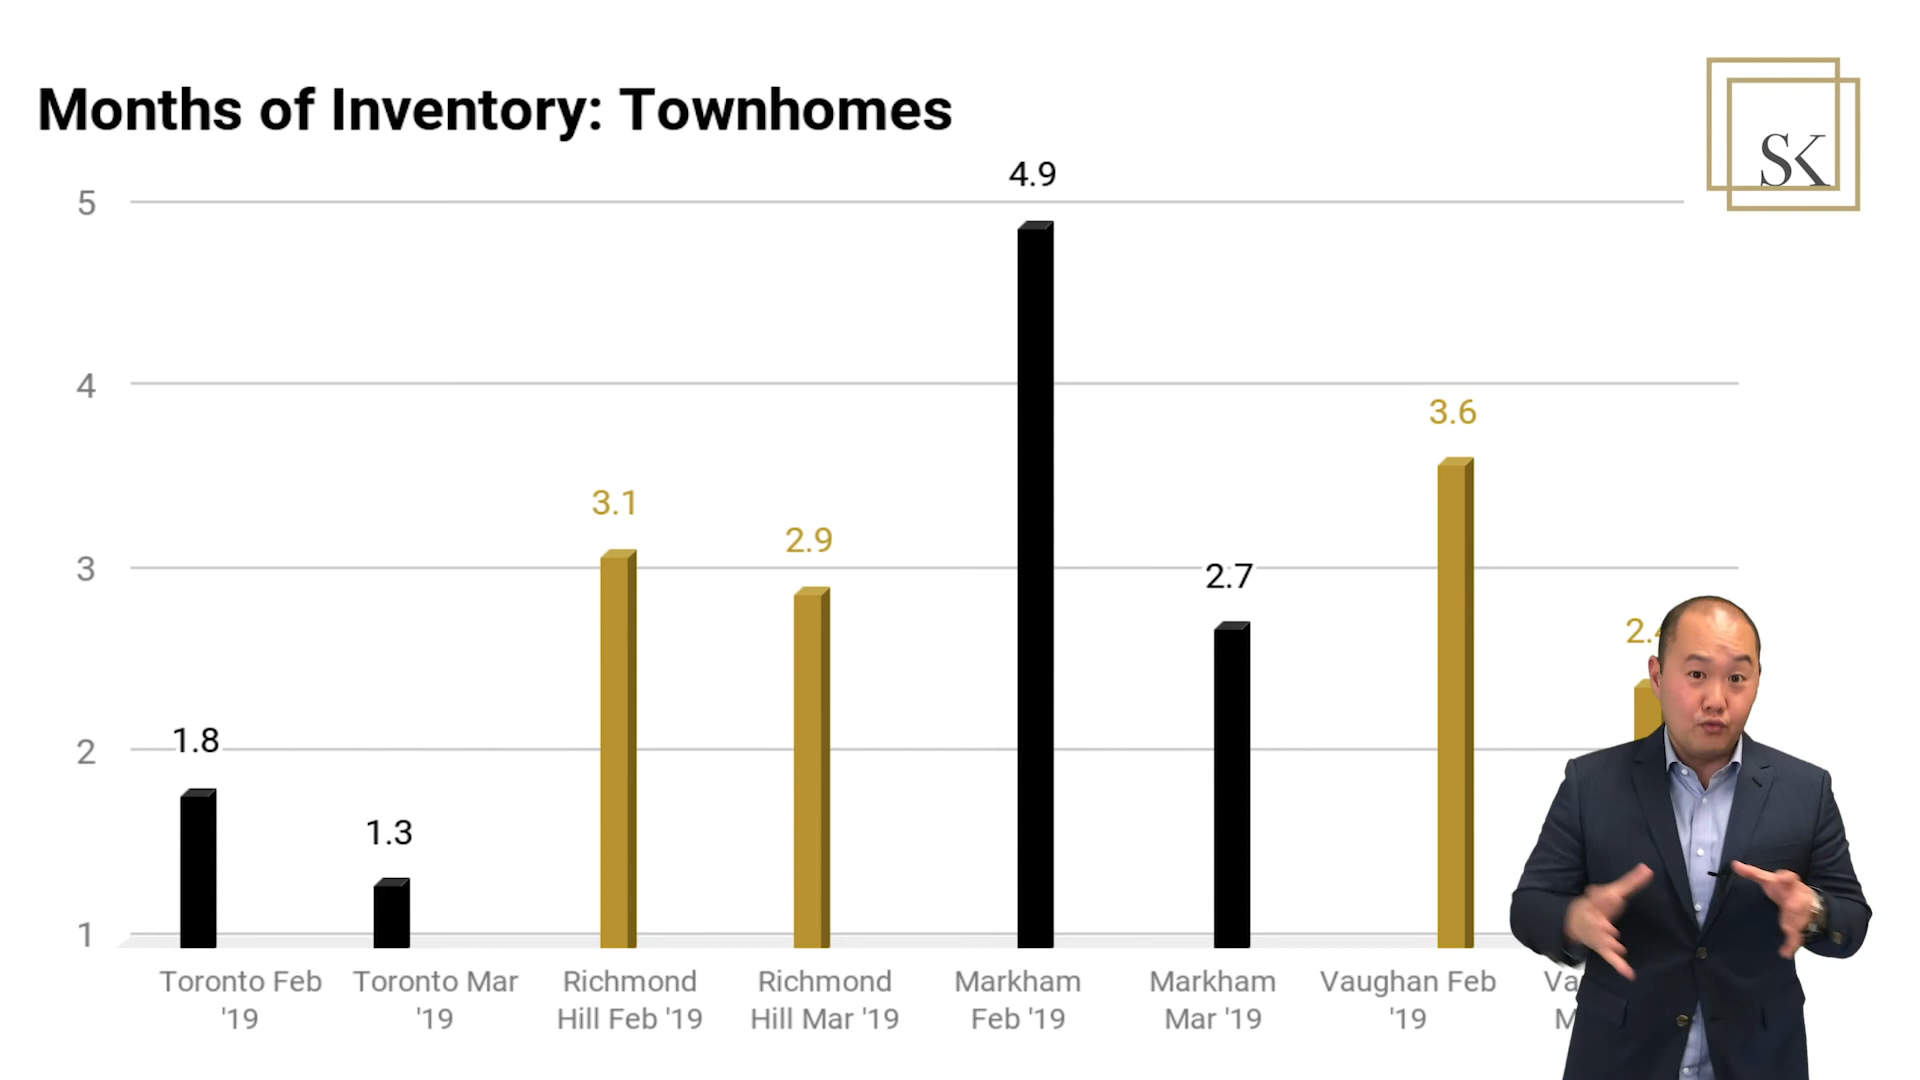 Months of Inventory: Townhomes
SK
5
4
3
2
1
1.8
1.3
3.1
2.9
4.9
2.7
3.6
Toronto Feb
'19
Toronto Mar
'19
Richmond
Hill Feb '19
Richmond
Hill Mar '19
Markham
Feb '19
Markham
Mar '19
Vaughan Feb
'19